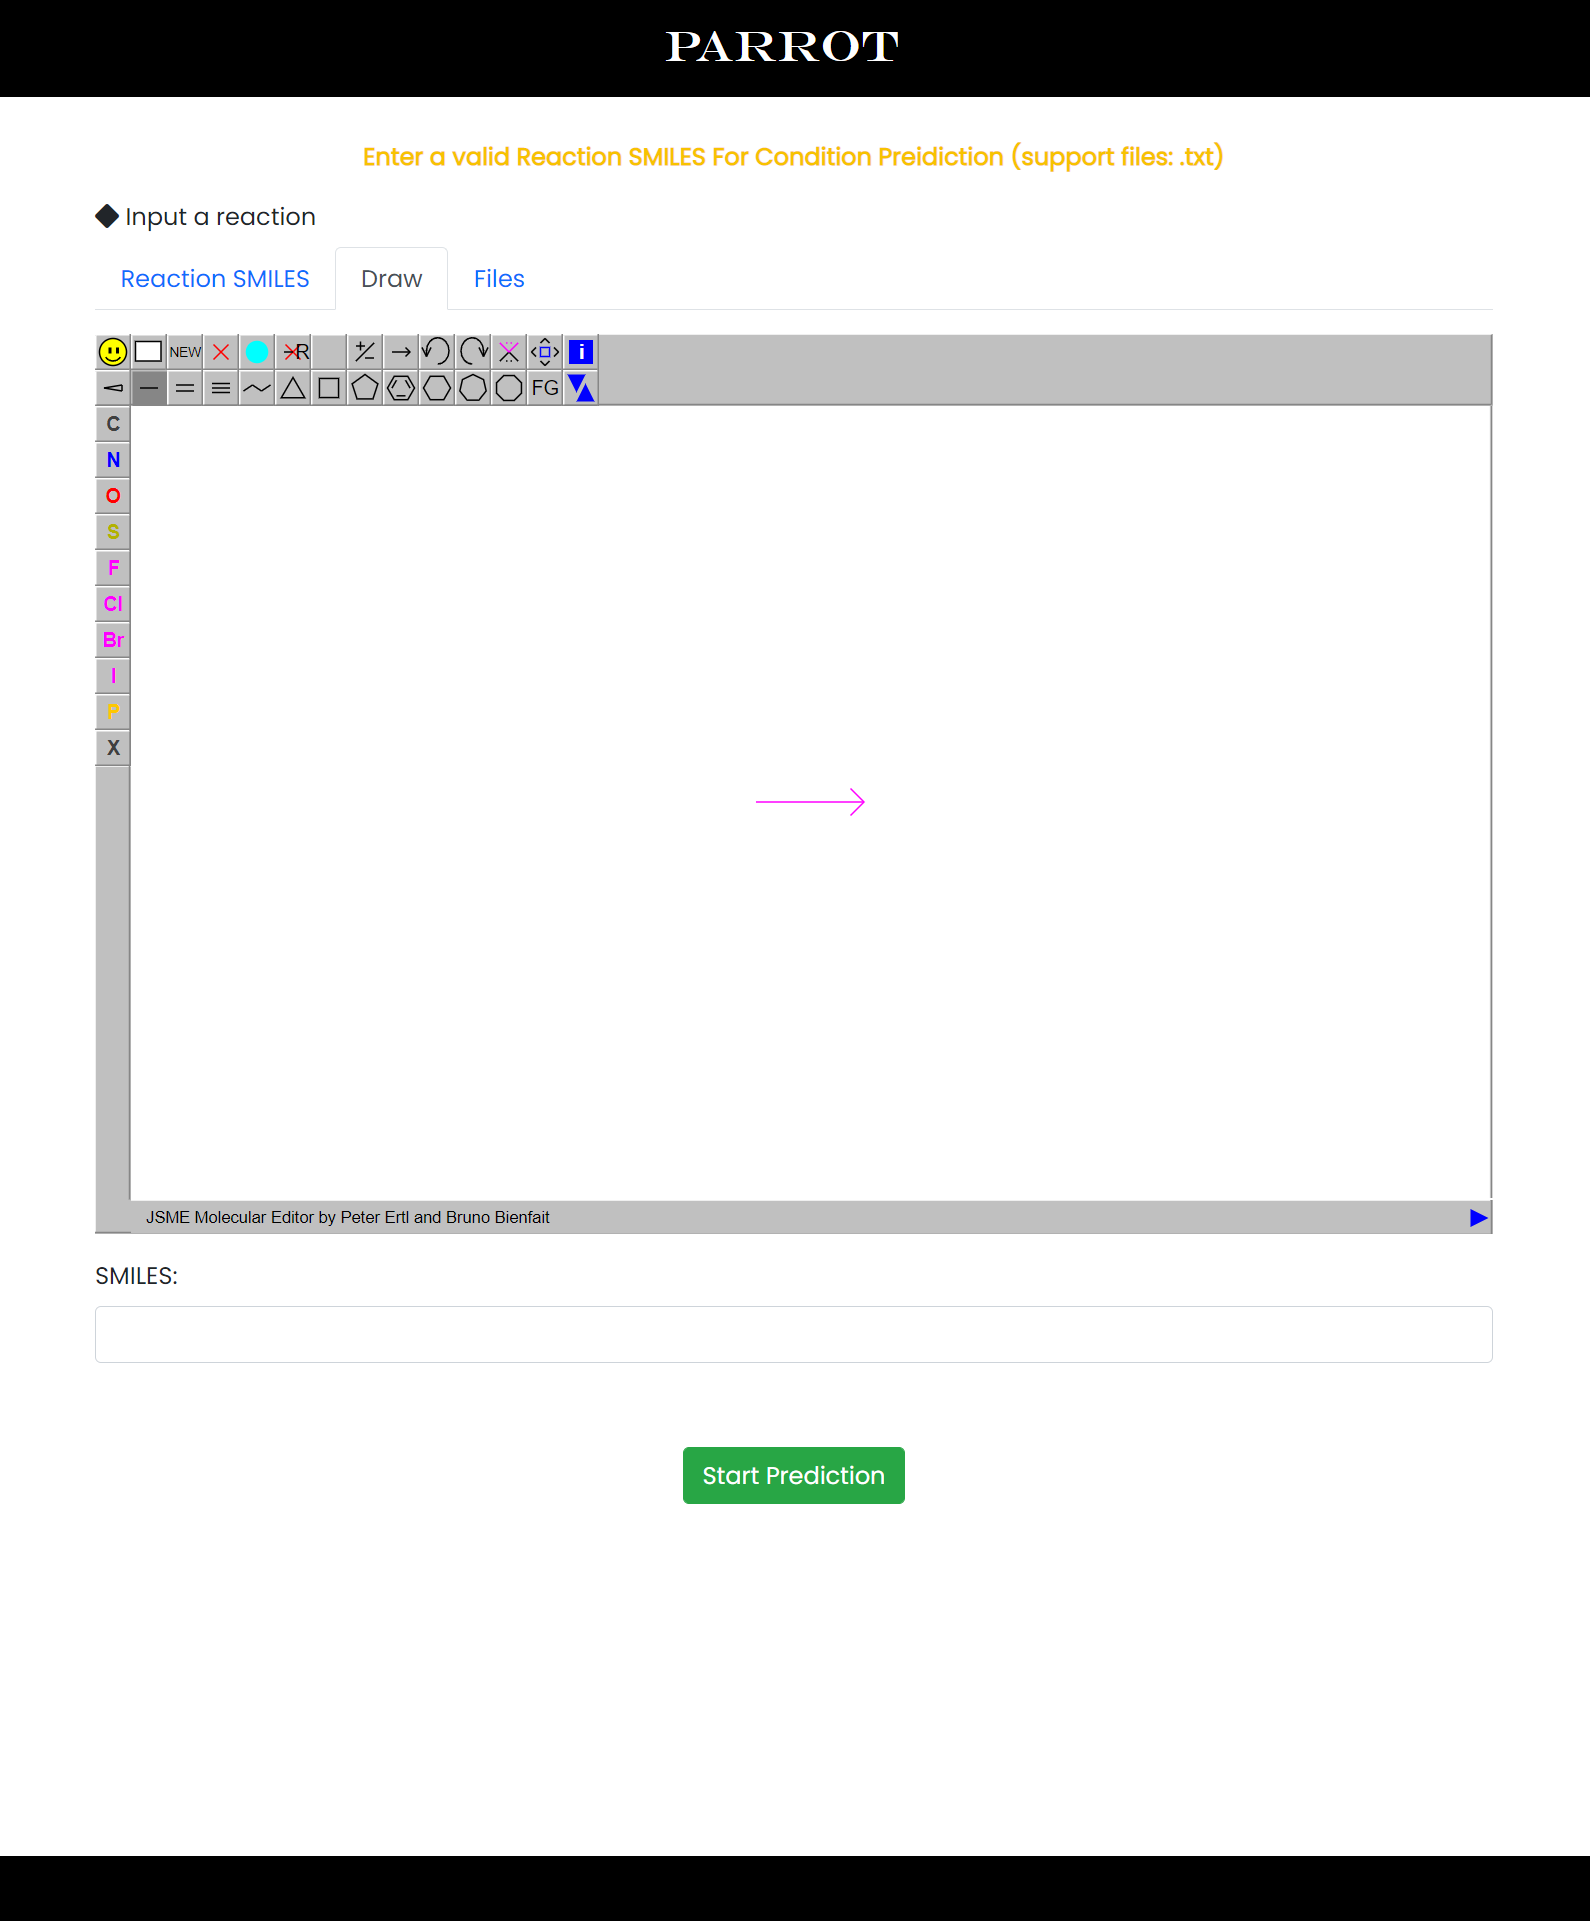 PARROT
Enter a valid Reaction SMILES For Condition Preidiction (support files: .txt)
Input a reaction
Reaction SMILES Draw Files
NEW R i
FG
C
N
O
S
F
Cl
Br
I
P
X
JSME Molecular Editor by Peter Ertl and Bruno Bienfait
SMILES:
Start Prediction